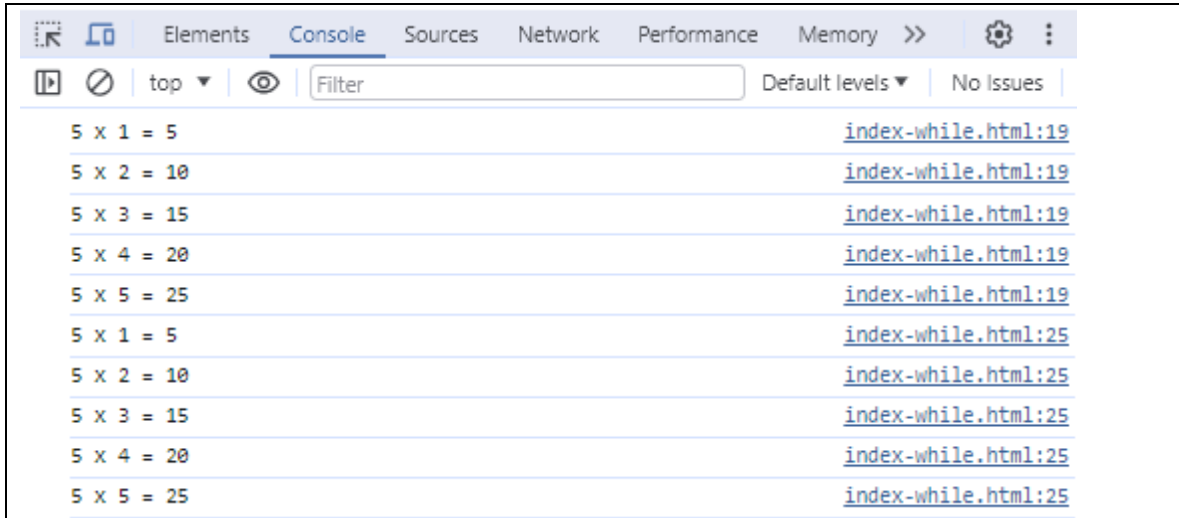 Elements Console Sources Network Performance Memory >>
top ▼ Filter Default levels ▼ No Issues
5 x 1 = 5 index-while.html:19
5 x 2 = 10 index-while.html:19
5 x 3 = 15 index-while.html:19
5 x 4 = 20 index-while.html:19
5 x 5 = 25 index-while.html:19
5 x 1 = 5 index-while.html:25
5 x 2 = 10 index-while.html:25
5 x 3 = 15 index-while.html:25
5 x 4 = 20 index-while.html:25
5 x 5 = 25 index-while.html:25